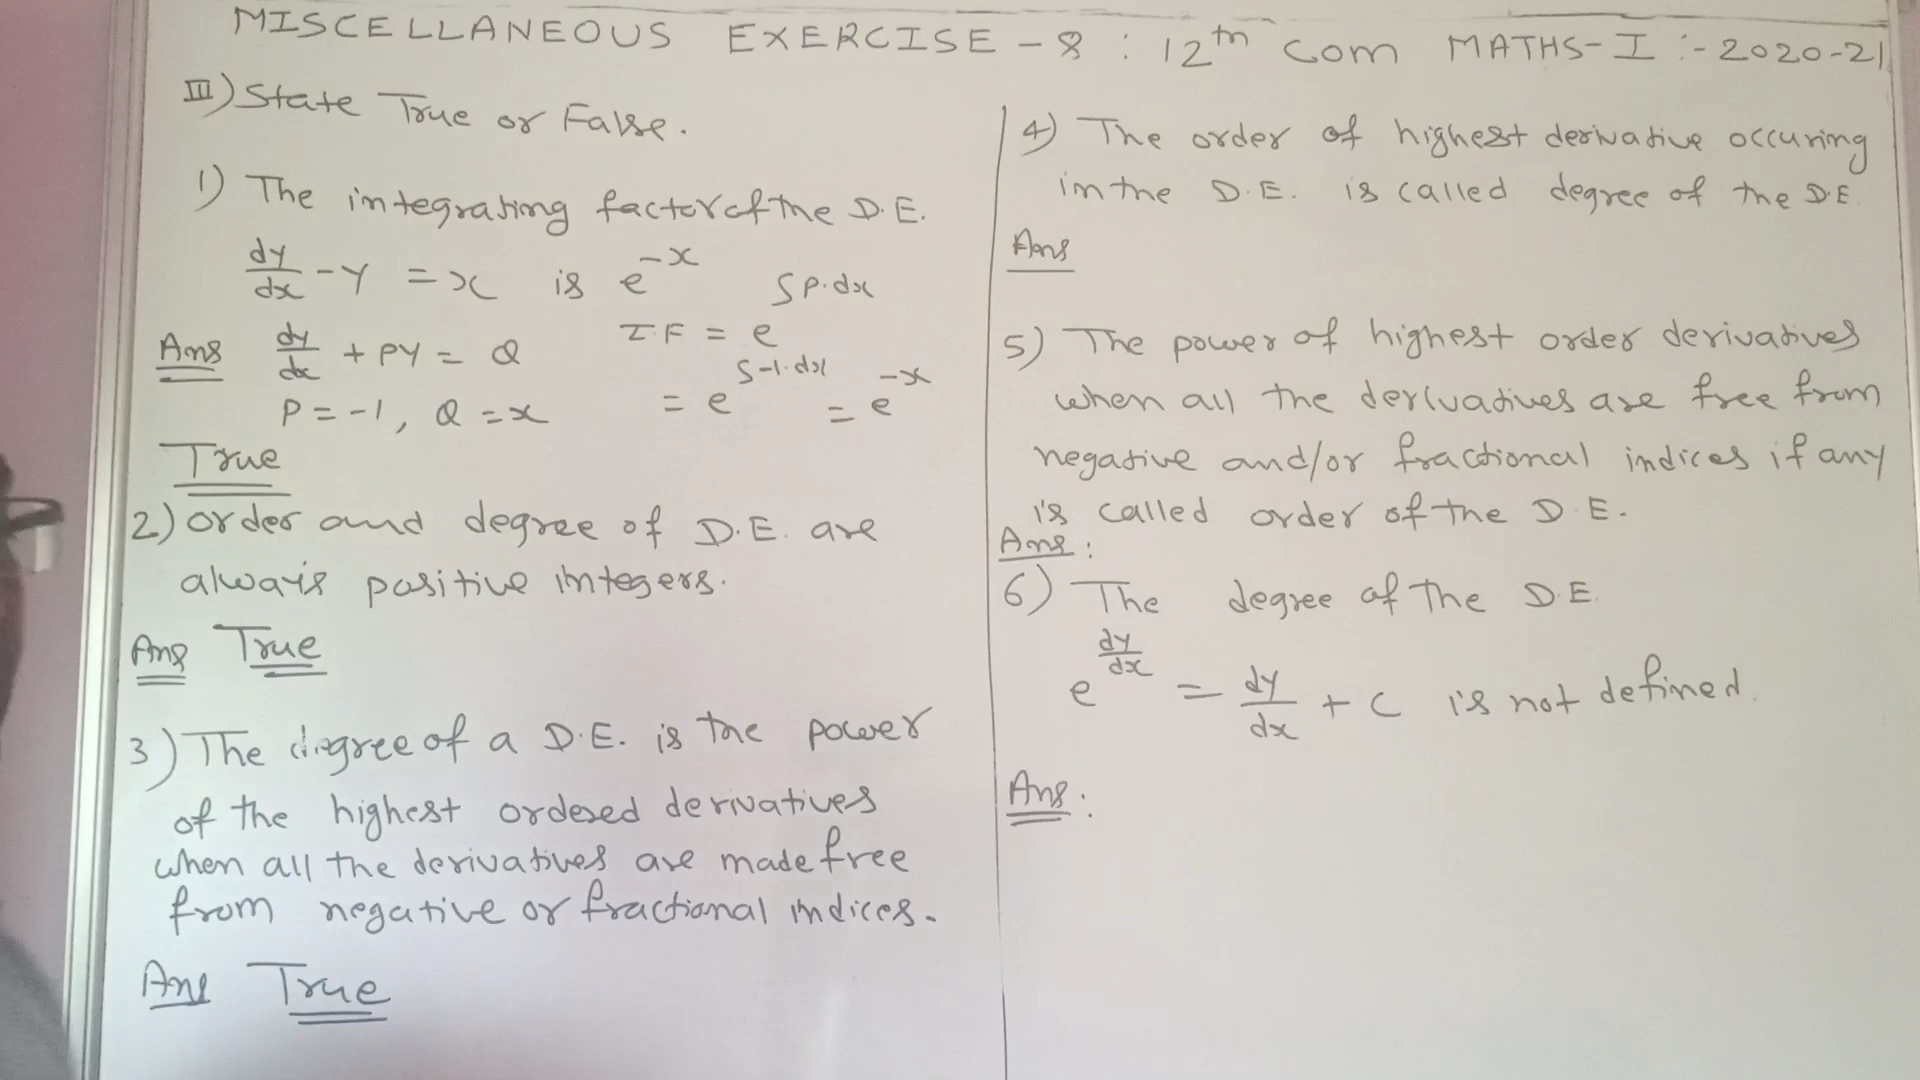 MISCELLANEOUS EXERCISE - 8 : 12th Com MATHS-I :- 2020-21
III) State True or False.
1) The integrating factor of the D.E.
dy/dx - y = x is e^-x
Ans dy/dx + Py = Q
P = -1, Q = x
I.F = e^∫P.dx
= e^∫-1.dx = e^-x
True
2) order and degree of D.E. are
always positive integers.
Ans True
3) The degree of a D.E. is the power
of the highest ordered derivatives
when all the derivatives are made free
from negative or fractional indices.
Ans True
4) The order of highest derivative occuring
in the D.E. is called degree of the D.E
Ans
5) The power of highest order derivatives
when all the derivatives are free from
negative and/or fractional indices if any
is called order of the D.E.
Ans :
6) The degree of the D.E.
e^dy/dx = dy/dx + c is not defined.
Ans :